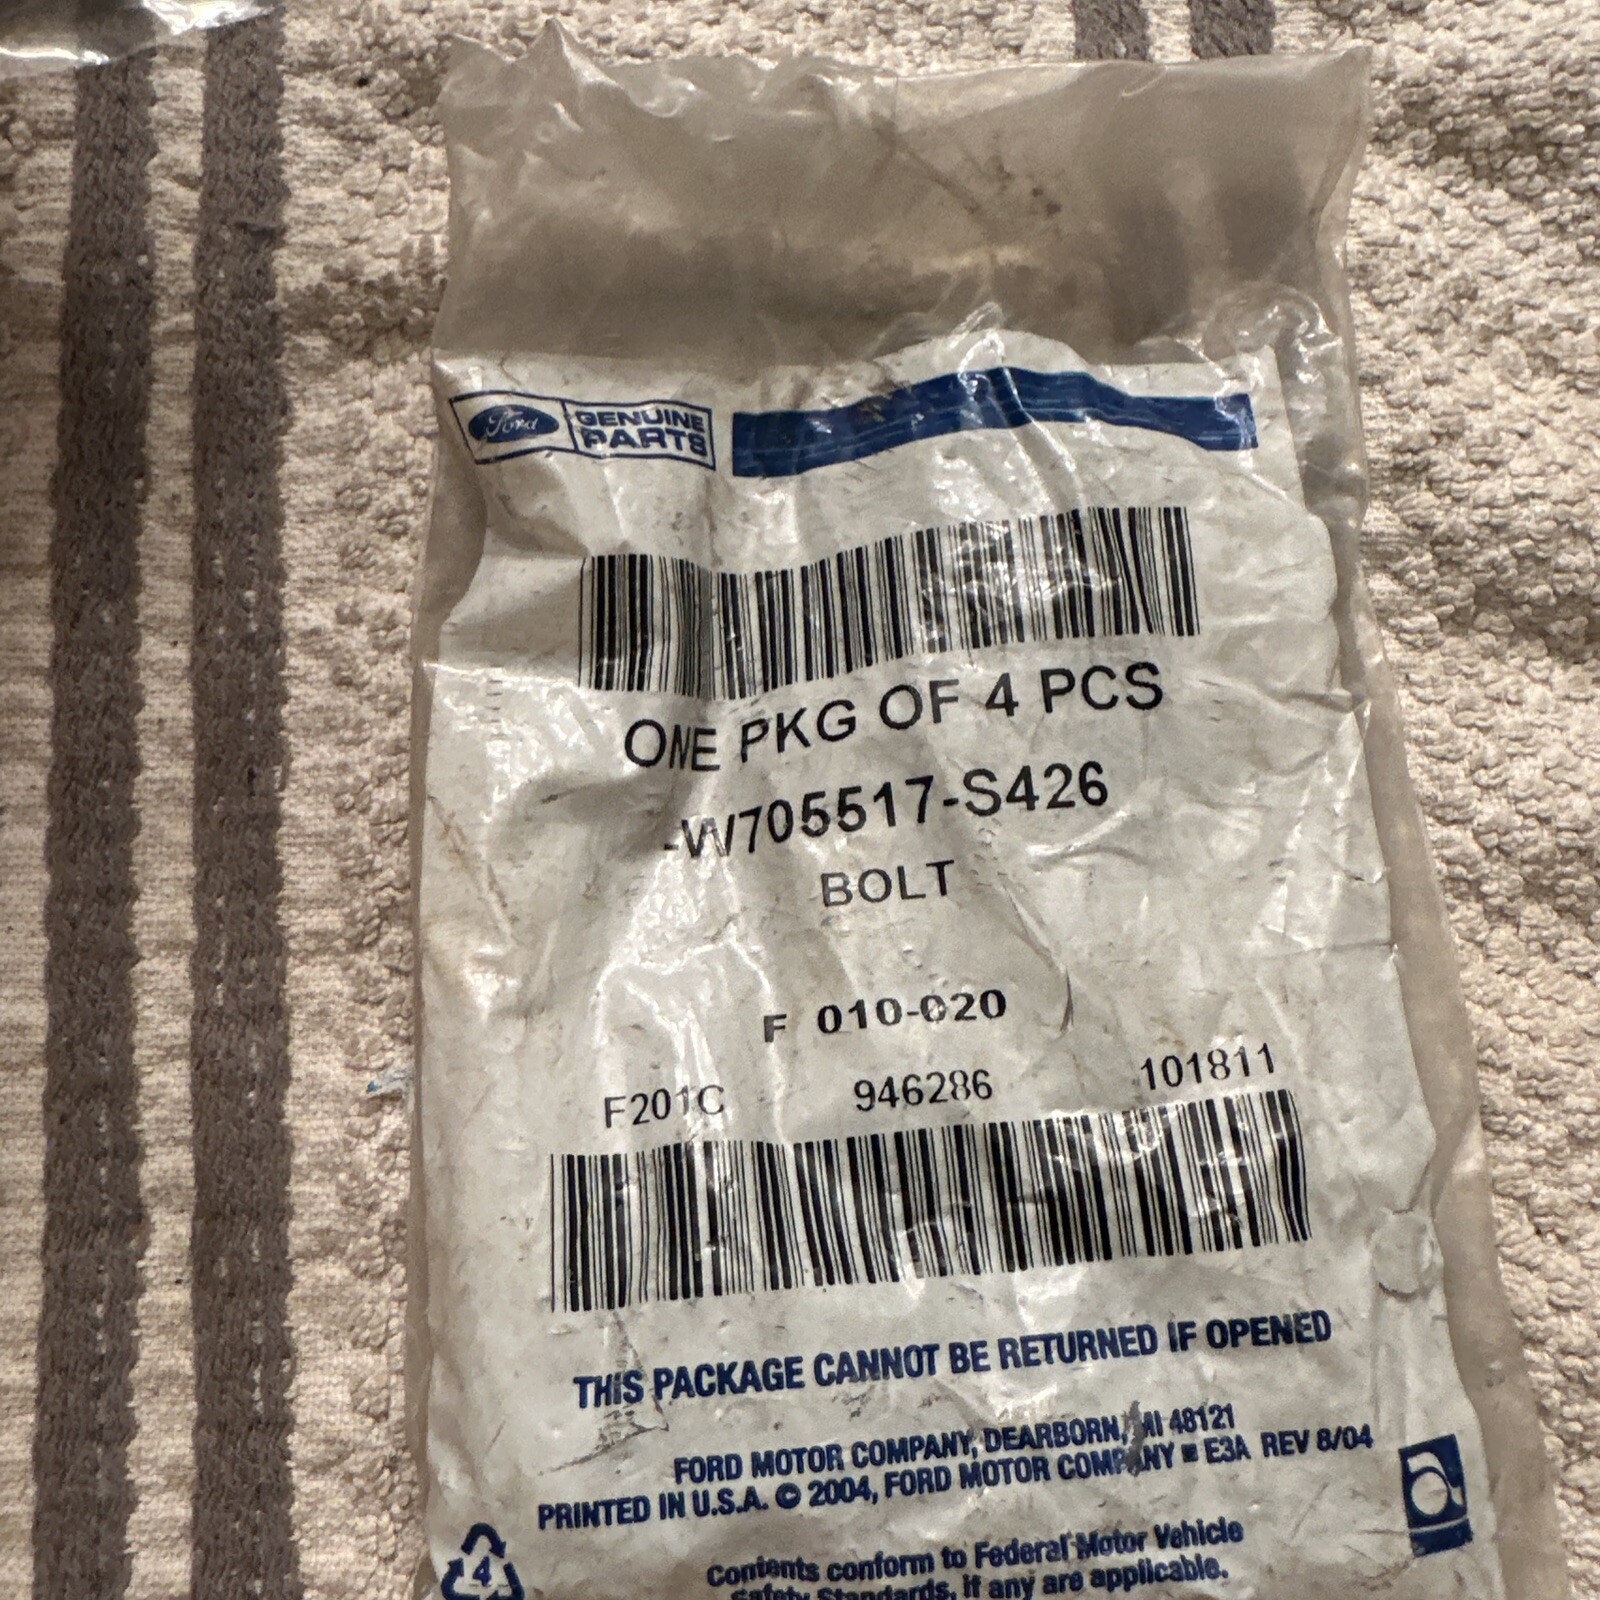 Ford GENUINE PARTS
ONE PKG OF 4 PCS
-W705517-S426
BOLT
F 010-020
F201C 946286 101811
THIS PACKAGE CANNOT BE RETURNED IF OPENED
FORD MOTOR COMPANY, DEARBORN, MI 48121
PRINTED IN U.S.A. © 2004, FORD MOTOR COMPANY ■ E3A REV 8/04
Contents conform to Federal Motor Vehicle
Safety Standards, if any are applicable.
4